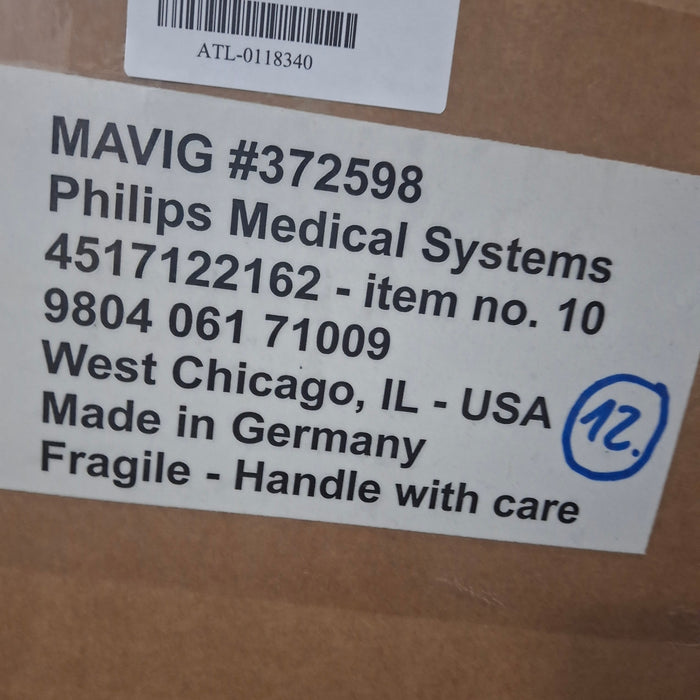 ATL-0118340
MAVIG #372598
Philips Medical Systems
4517122162 - item no. 10
9804 061 71009
West Chicago, IL - USA
12.
Made in Germany
Fragile - Handle with care